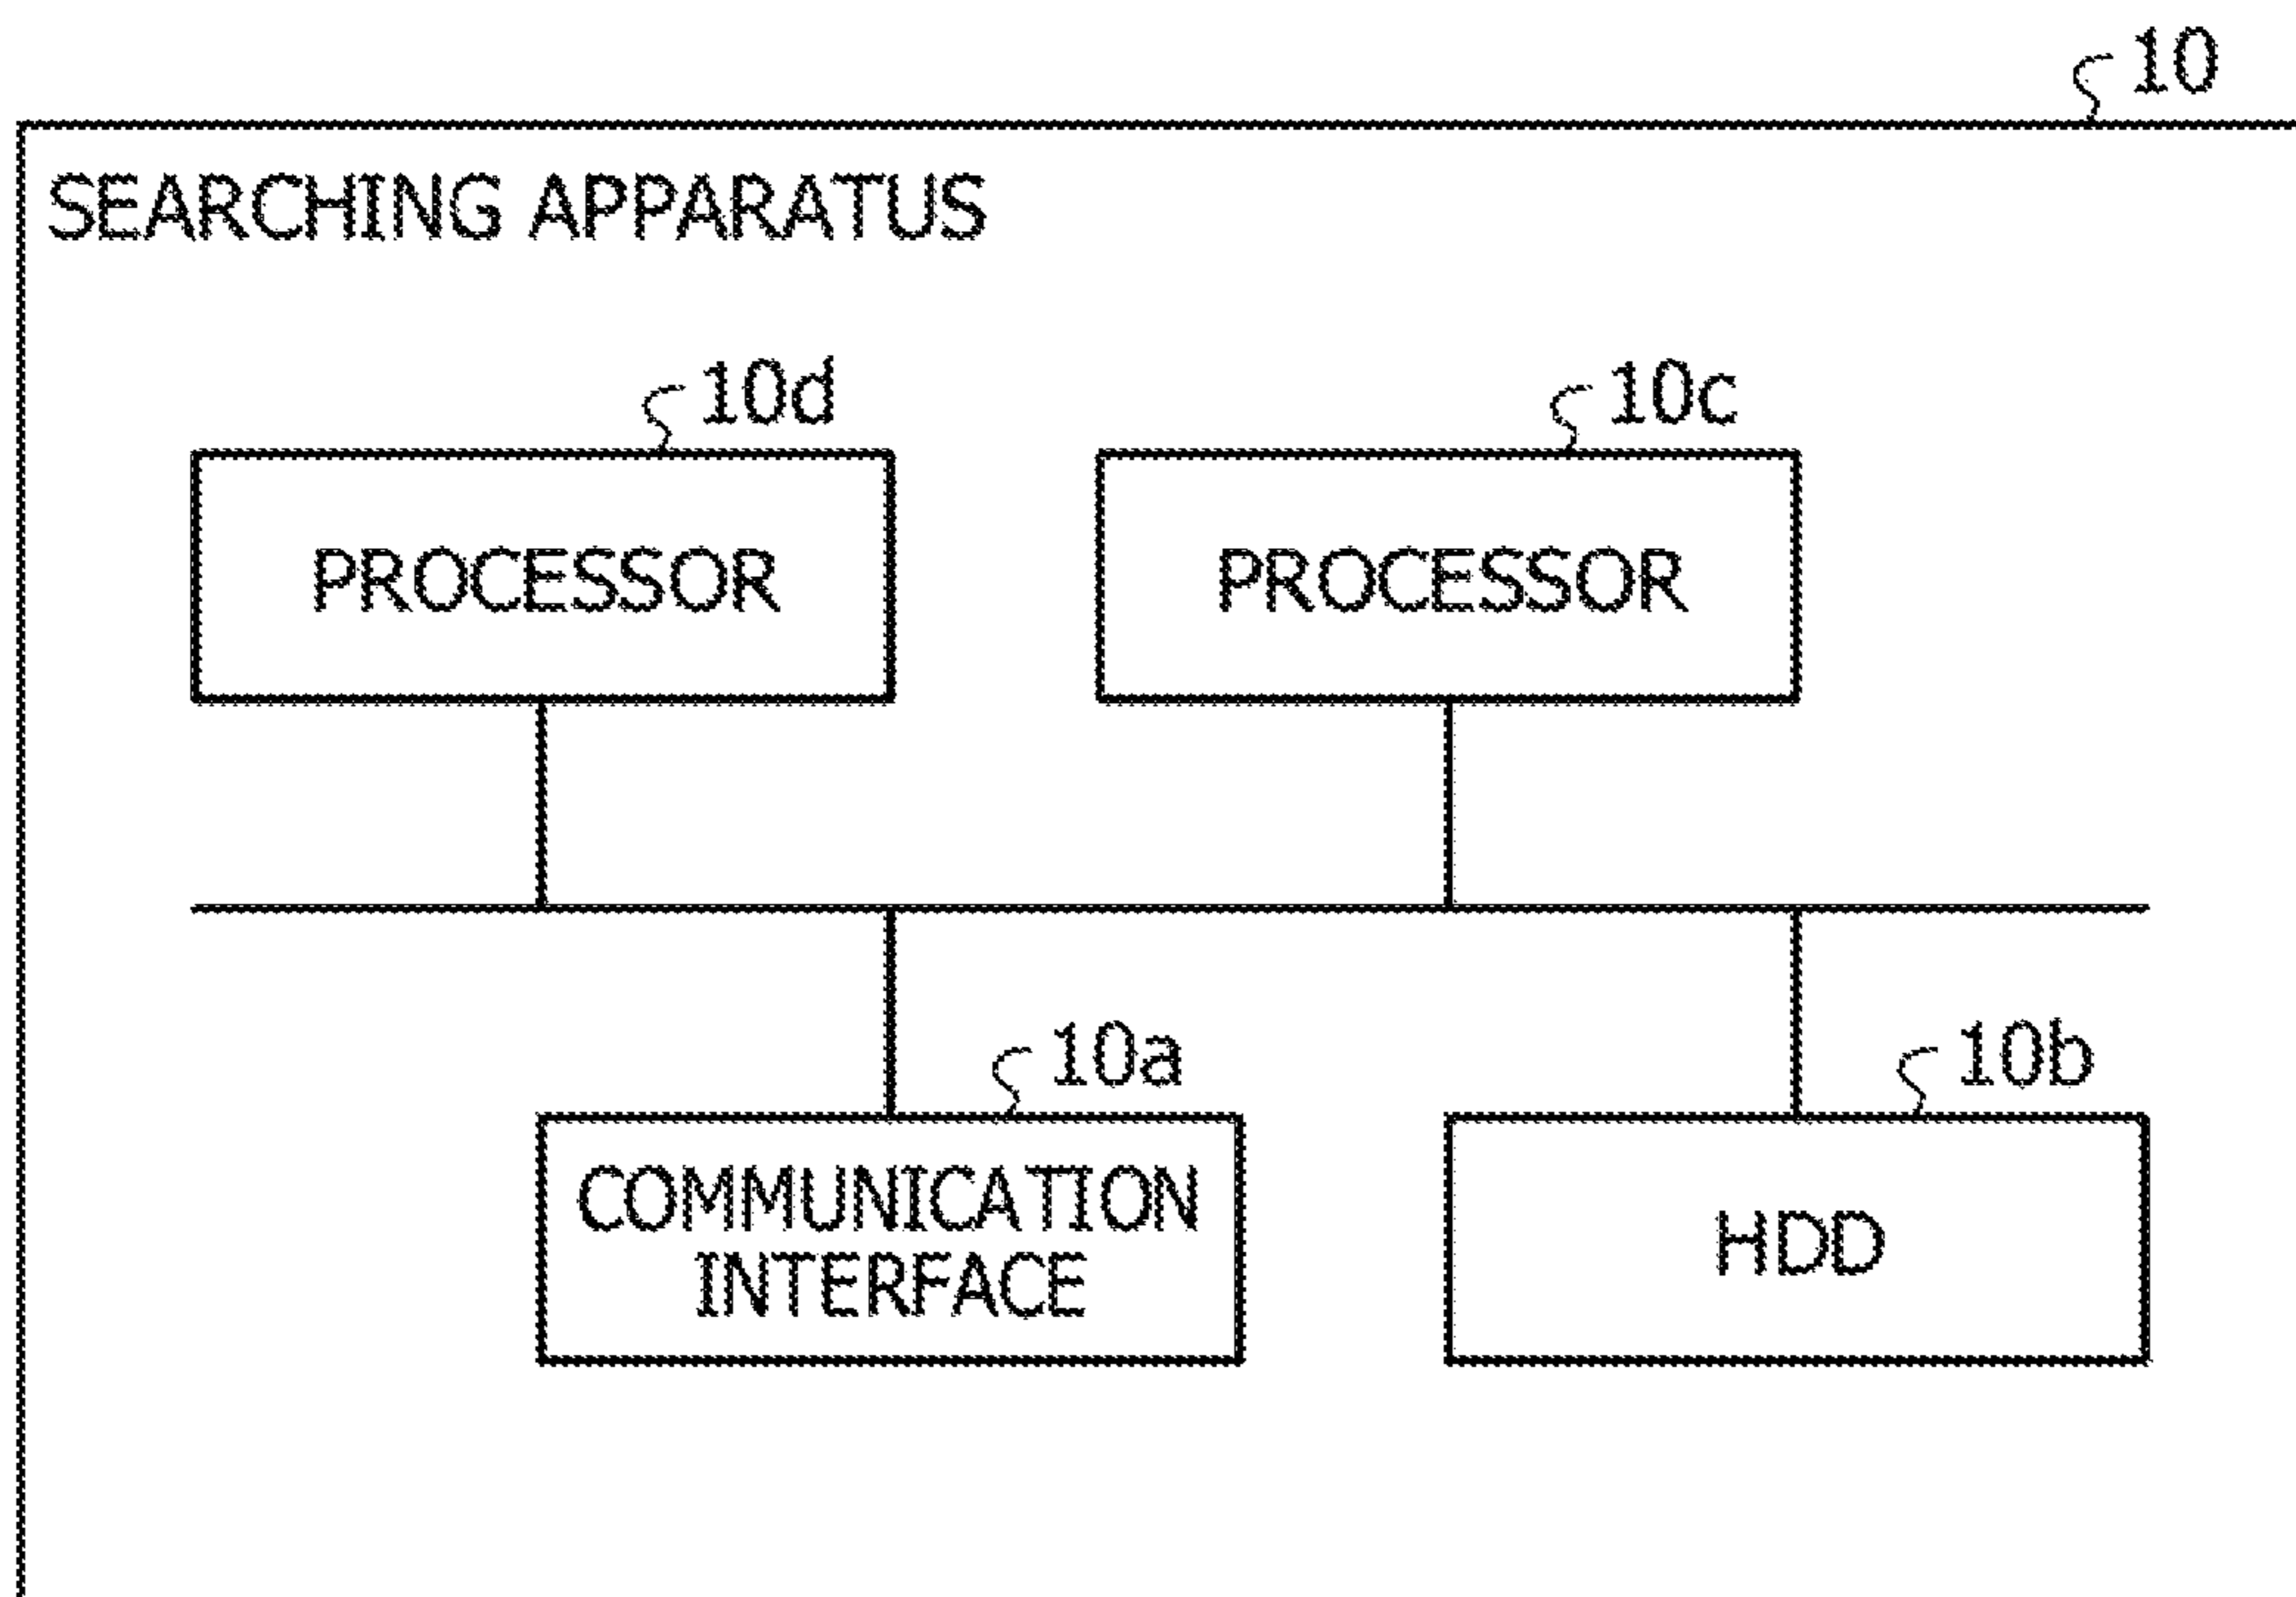 10
SEARCHING APPARATUS
10d
10c
PROCESSOR
PROCESSOR
10a
10b
COMMUNICATION
INTERFACE
HDD